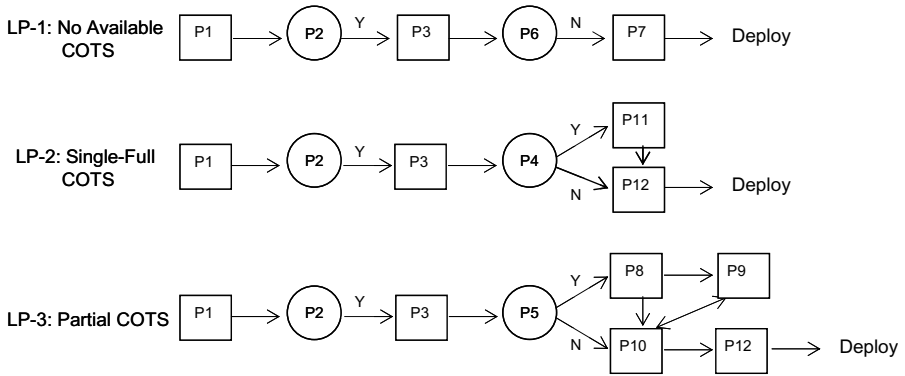 LP-1: No Available
COTS
P1
P2
Y
P3
P6
N
P7
Deploy
LP-2: Single-Full
COTS
P1
P2
Y
P3
P4
Y
N
P11
P12
Deploy
LP-3: Partial COTS
P1
P2
Y
P3
P5
Y
N
P8
P9
P10
P12
Deploy